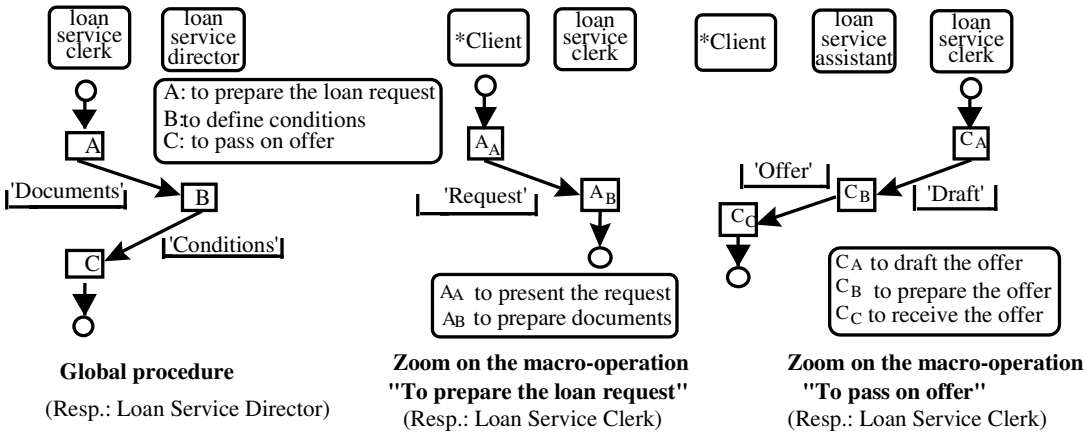 loan
service
clerk
loan
service
director
A: to prepare the loan request
B:to define conditions
C: to pass on offer
A
'Documents'
B
'Conditions'
C
Global procedure
(Resp.: Loan Service Director)
*Client
loan
service
clerk
AA
'Request'
AB
AA to present the request
AB to prepare documents
Zoom on the macro-operation
"To prepare the loan request"
(Resp.: Loan Service Clerk)
*Client
loan
service
assistant
loan
service
clerk
CA
'Offer'
CB
'Draft'
CC
CA to draft the offer
CB to prepare the offer
CC to receive the offer
Zoom on the macro-operation
"To pass on offer"
(Resp.: Loan Service Clerk)